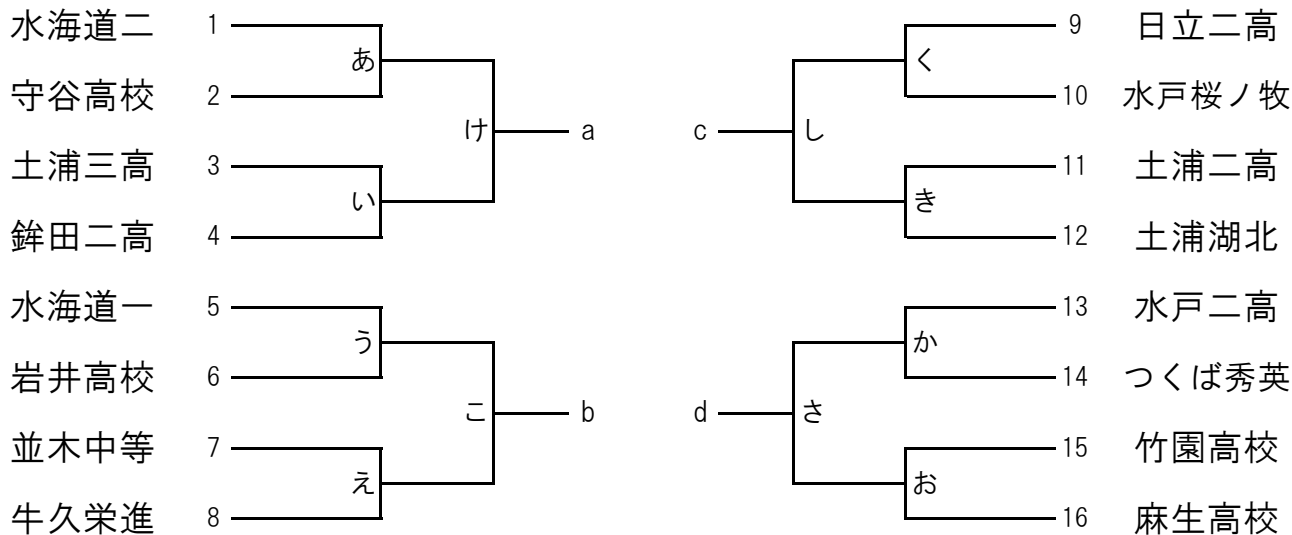 水海道二 1
あ
守谷高校 2
け a
土浦三高 3
い
鉾田二高 4
水海道一 5
う
岩井高校 6
こ b
並木中等 7
え
牛久栄進 8
9 日立二高
く
10 水戸桜ノ牧
c し
11 土浦二高
き
12 土浦湖北
13 水戸二高
か
14 つくば秀英
d さ
15 竹園高校
お
16 麻生高校